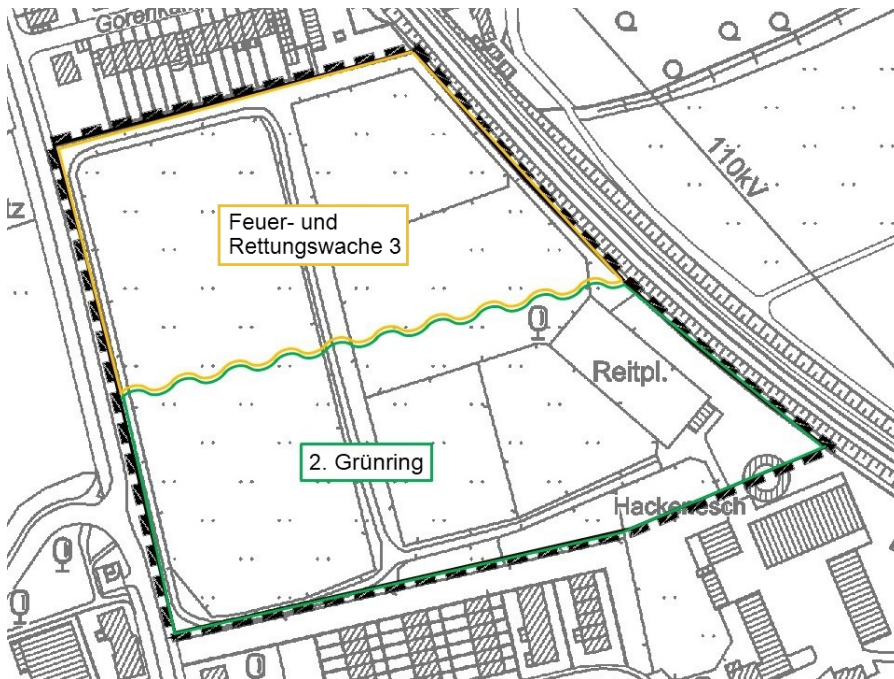 110kV
Feuer- und
Rettungswache 3
Reitpl.
2. Grünring
Hackenesch